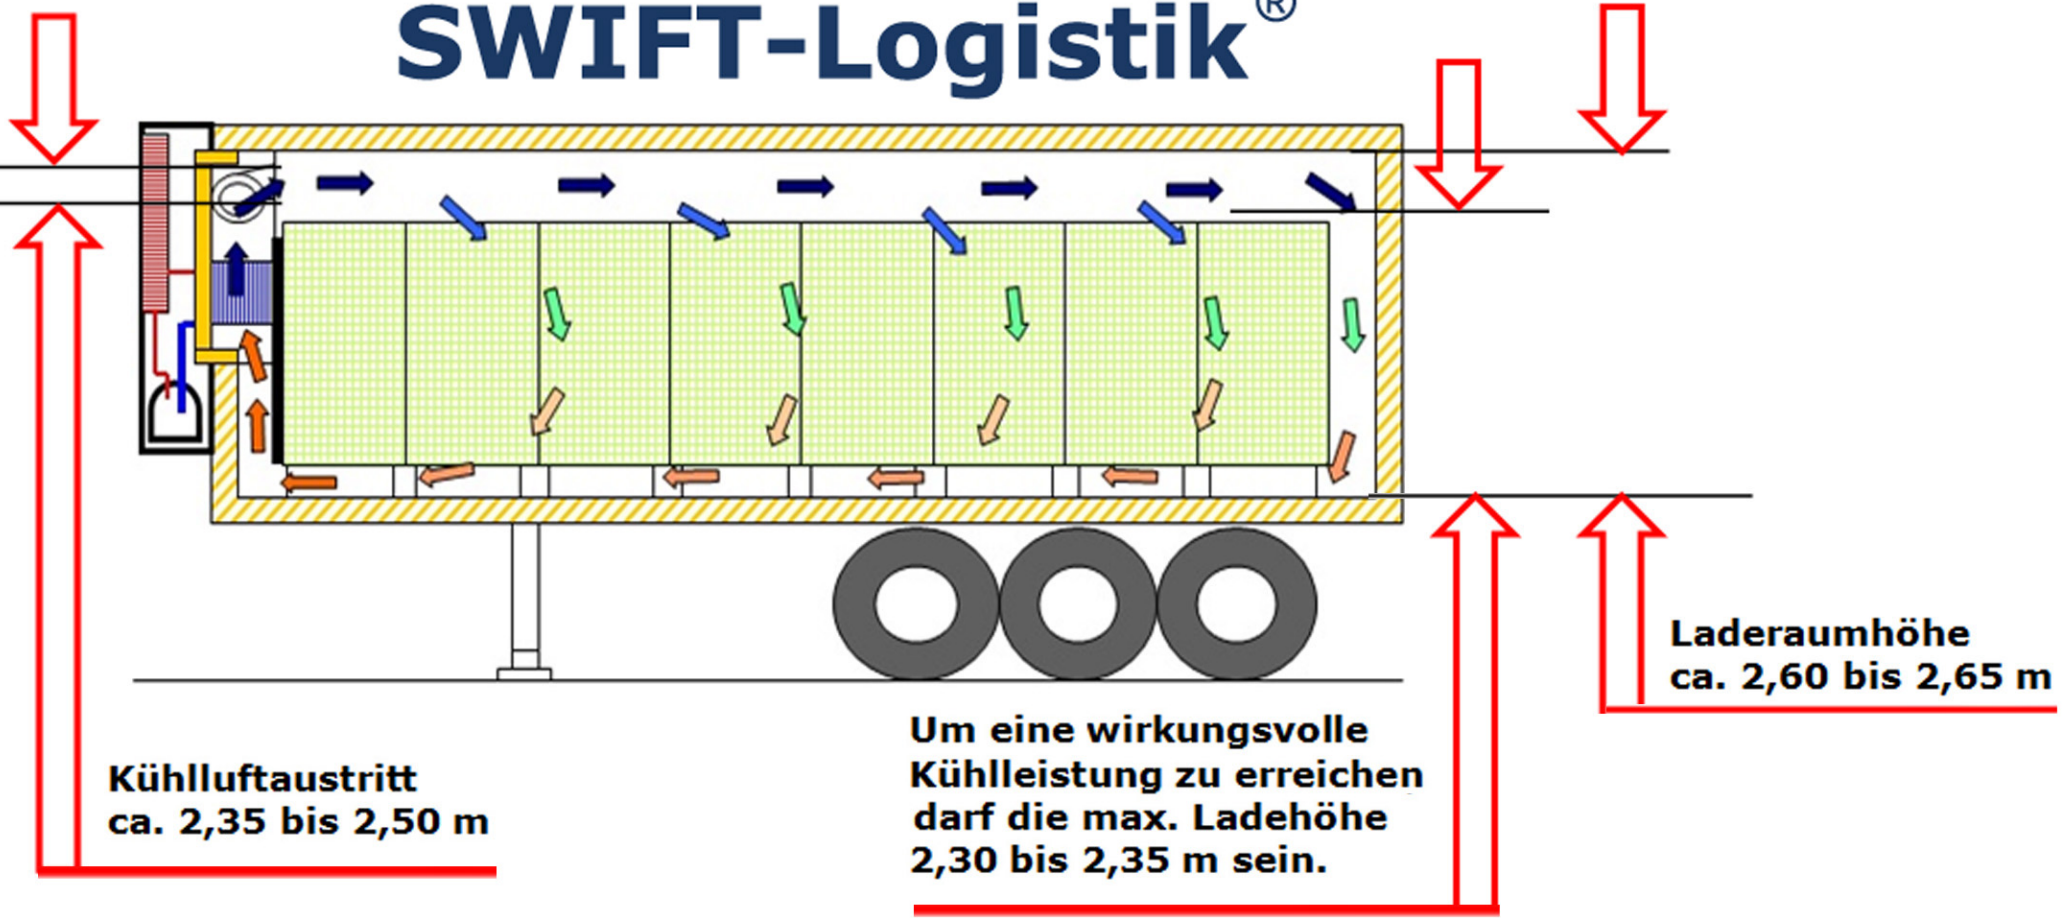 SWIFT-Logistik®
Laderaumhöhe
ca. 2,60 bis 2,65 m
Um eine wirkungsvolle
Kühlleistung zu erreichen
darf die max. Ladehöhe
2,30 bis 2,35 m sein.
Kühlluftaustritt
ca. 2,35 bis 2,50 m